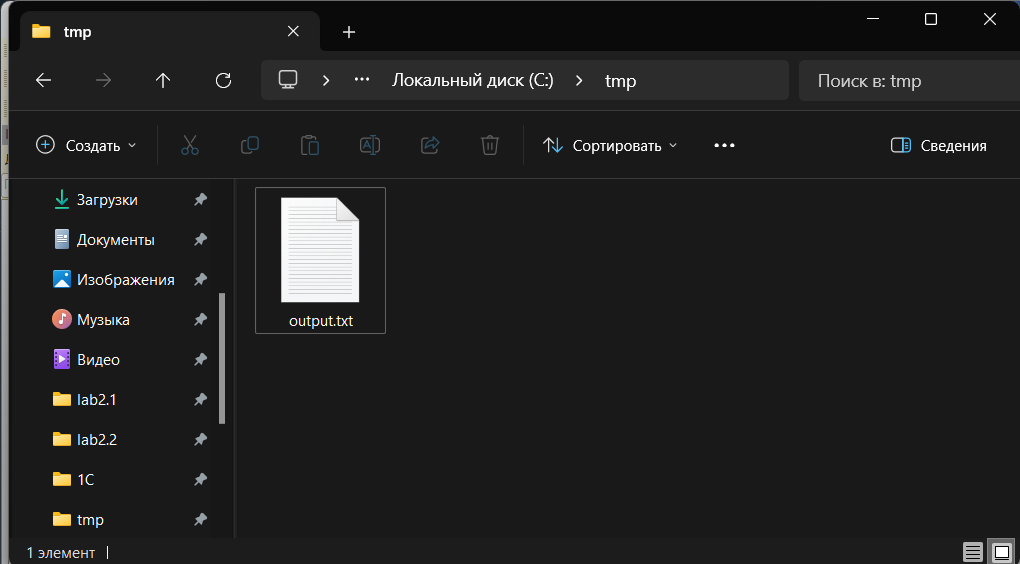 tmp
Локальный диск (C:)
tmp
Поиск в: tmp
Создать
Сортировать
Сведения
Загрузки
Документы
Изображения
Музыка
Видео
lab2.1
lab2.2
1С
tmp
output.txt
1 элемент